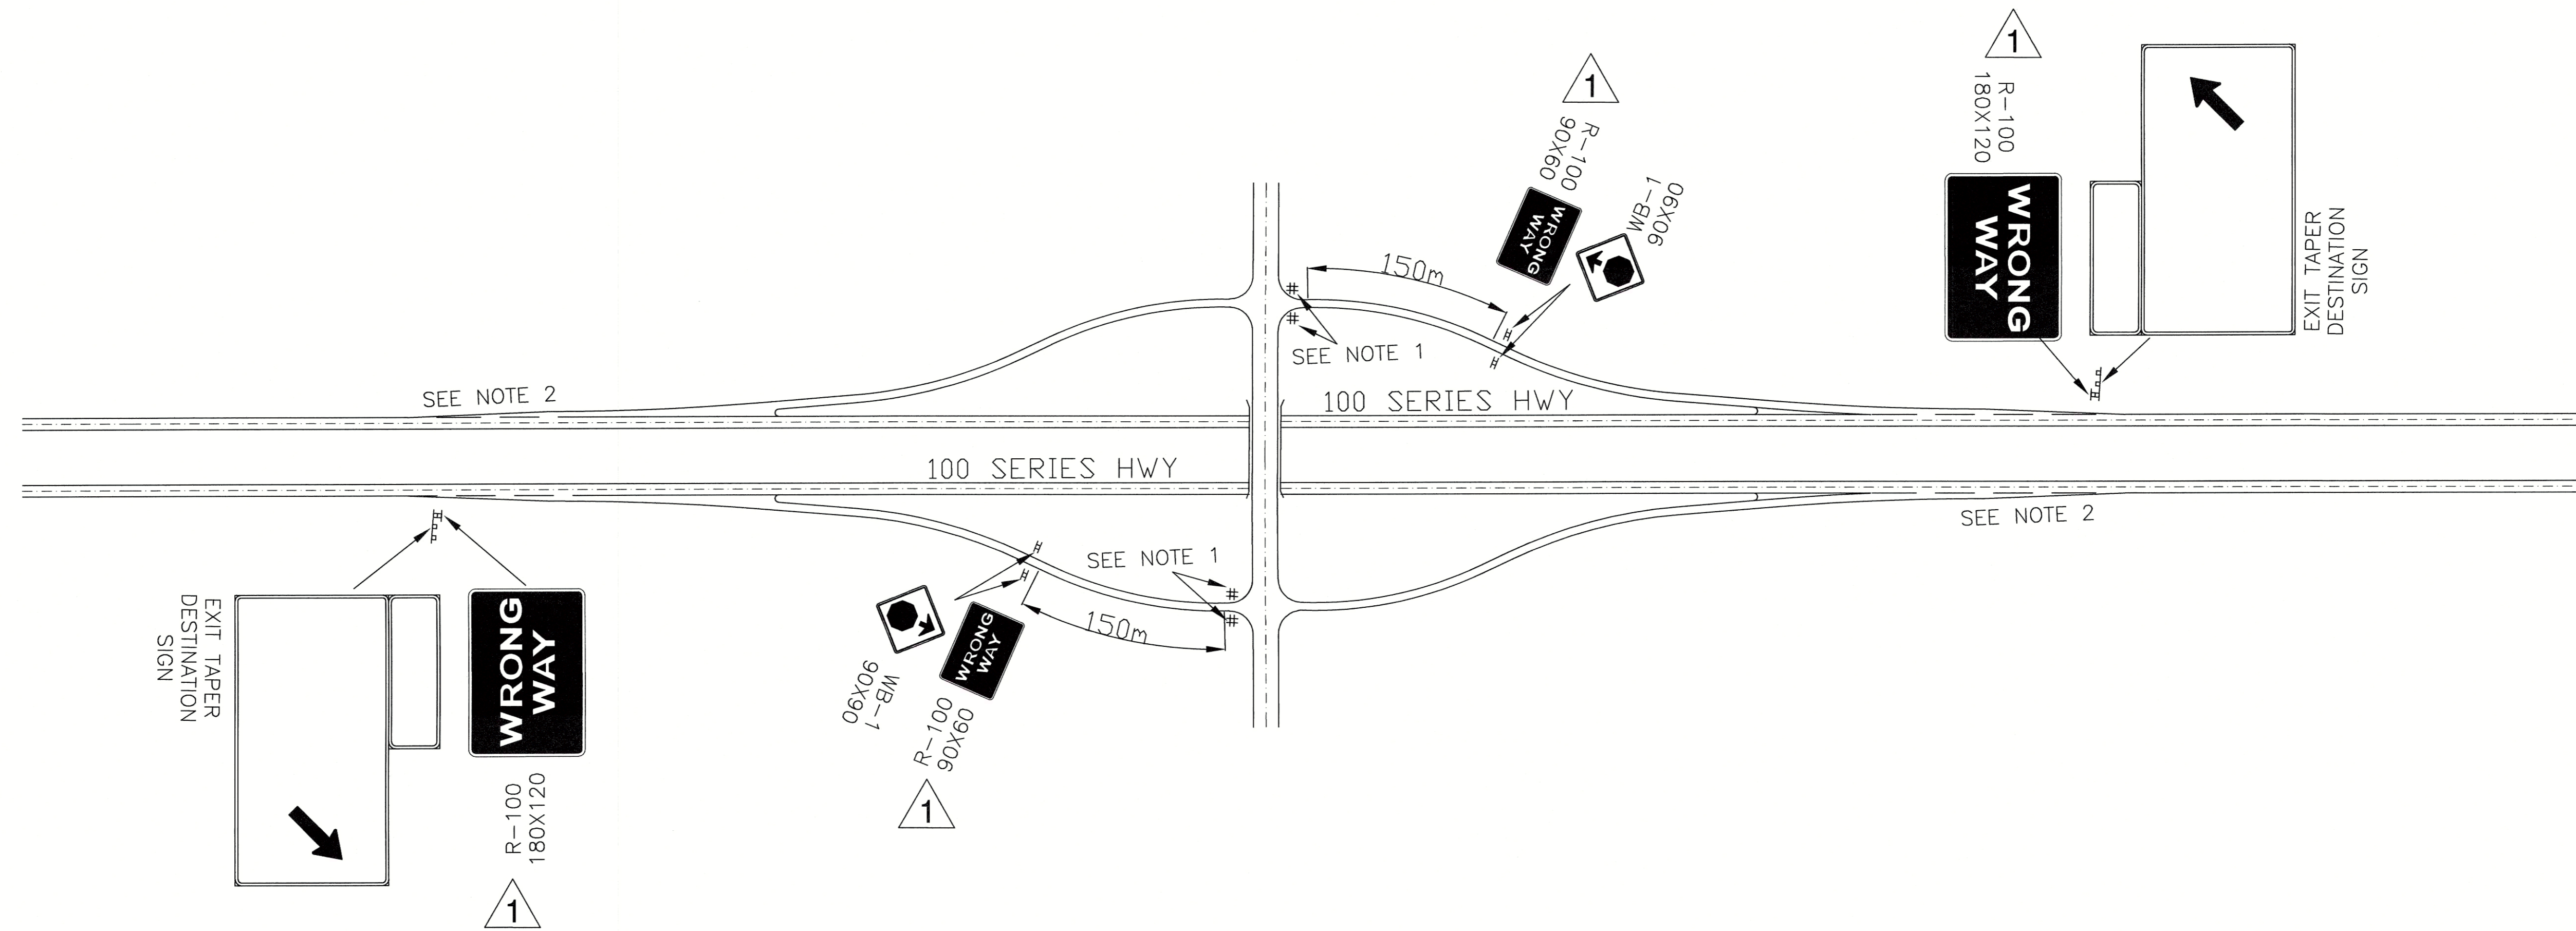 1
R-100
180X120
WRONG
WAY
EXIT TAPER
DESTINATION
SIGN
1
R-100
90X60
WRONG
WAY
WB-1
90X90
150m
SEE NOTE 1
100 SERIES HWY
SEE NOTE 2
100 SERIES HWY
SEE NOTE 2
SEE NOTE 1
150m
WB-1
90X90
WRONG
WAY
R-100
90X60
1
EXIT TAPER
DESTINATION
SIGN
WRONG
WAY
R-100
180X120
1